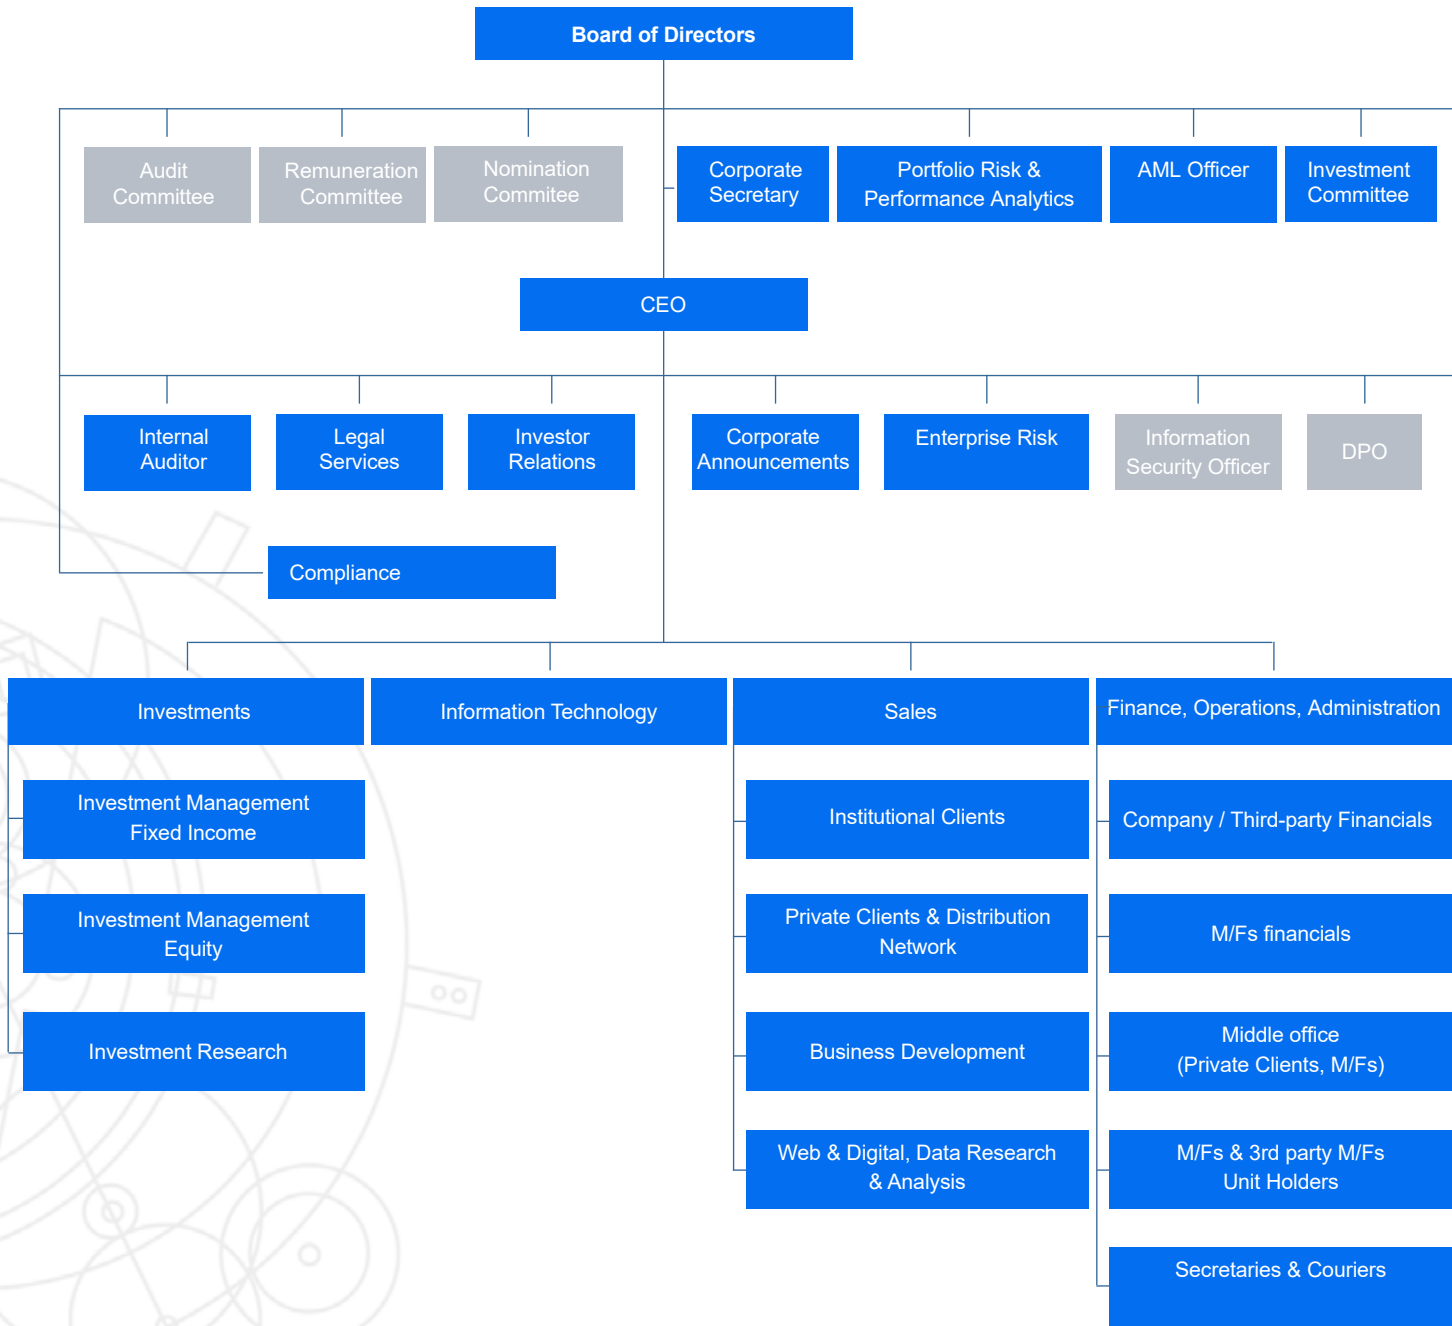 Board of Directors
Audit
Committee
Remuneration
Committee
Nomination
Commitee
Corporate
Secretary
Portfolio Risk &
Performance Analytics
AML Officer
Investment
Committee
CEO
Internal
Auditor
Legal
Services
Investor
Relations
Corporate
Announcements
Enterprise Risk
Information
Security Officer
DPO
Compliance
Investments
Information Technology
Sales
Finance, Operations, Administration
Investment Management
Fixed Income
Institutional Clients
Company / Third-party Financials
Investment Management
Equity
Private Clients & Distribution
Network
M/Fs financials
Investment Research
Business Development
Middle office
(Private Clients, M/Fs)
Web & Digital, Data Research
& Analysis
M/Fs & 3rd party M/Fs
Unit Holders
Secretaries & Couriers